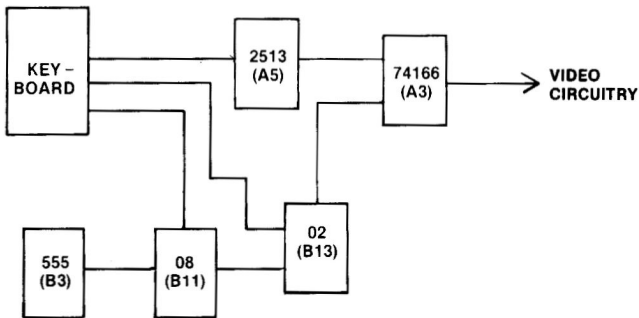 KEY-
BOARD
2513
(A5)
74166
(A3)
VIDEO
CIRCUITRY
02
(B13)
555
(B3)
08
(B11)